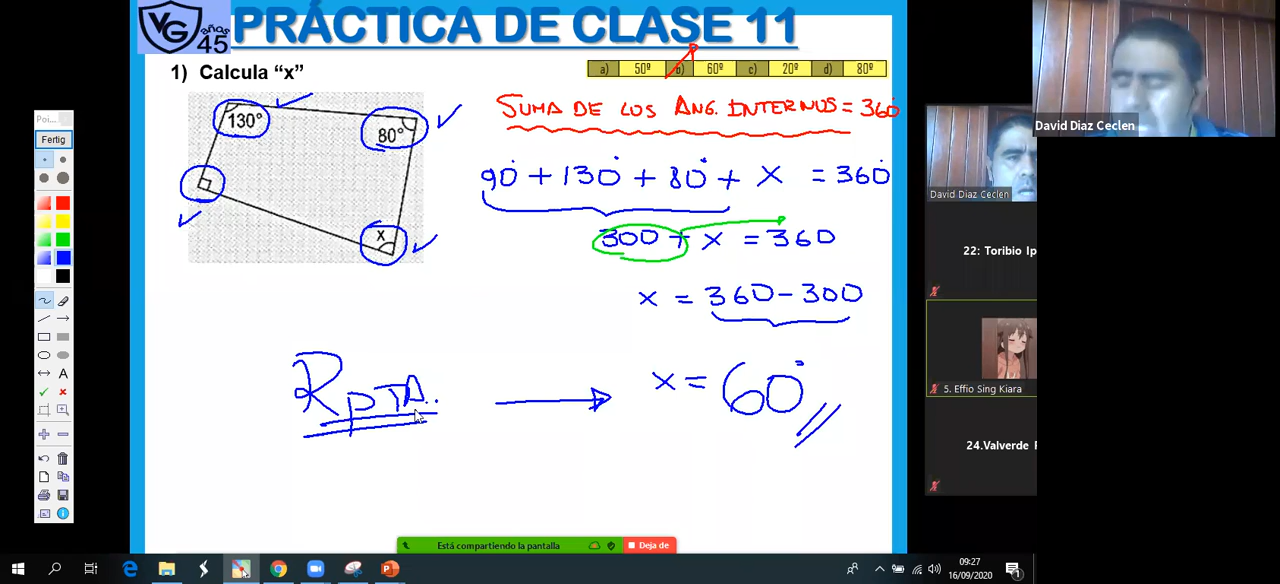 VG
años
45
PRÁCTICA DE CLASE 11
1) Calcula “x”
a) 50º b) 60º c) 20º d) 80º
130°
80°
x
SUMA DE LOS ANG. INTERNOS = 360
90° + 130° + 80° + x = 360°
300 + x = 360
x = 360 - 300
RPTA.
x = 60°
Poi...
Fertig
A
David Diaz Ceclen
David Diaz Ceclen
22: Toribio Ip
5. Effio Sing Kiara
24.Valverde
Está compartiendo la pantalla
Deja de
09:27
16/09/2020